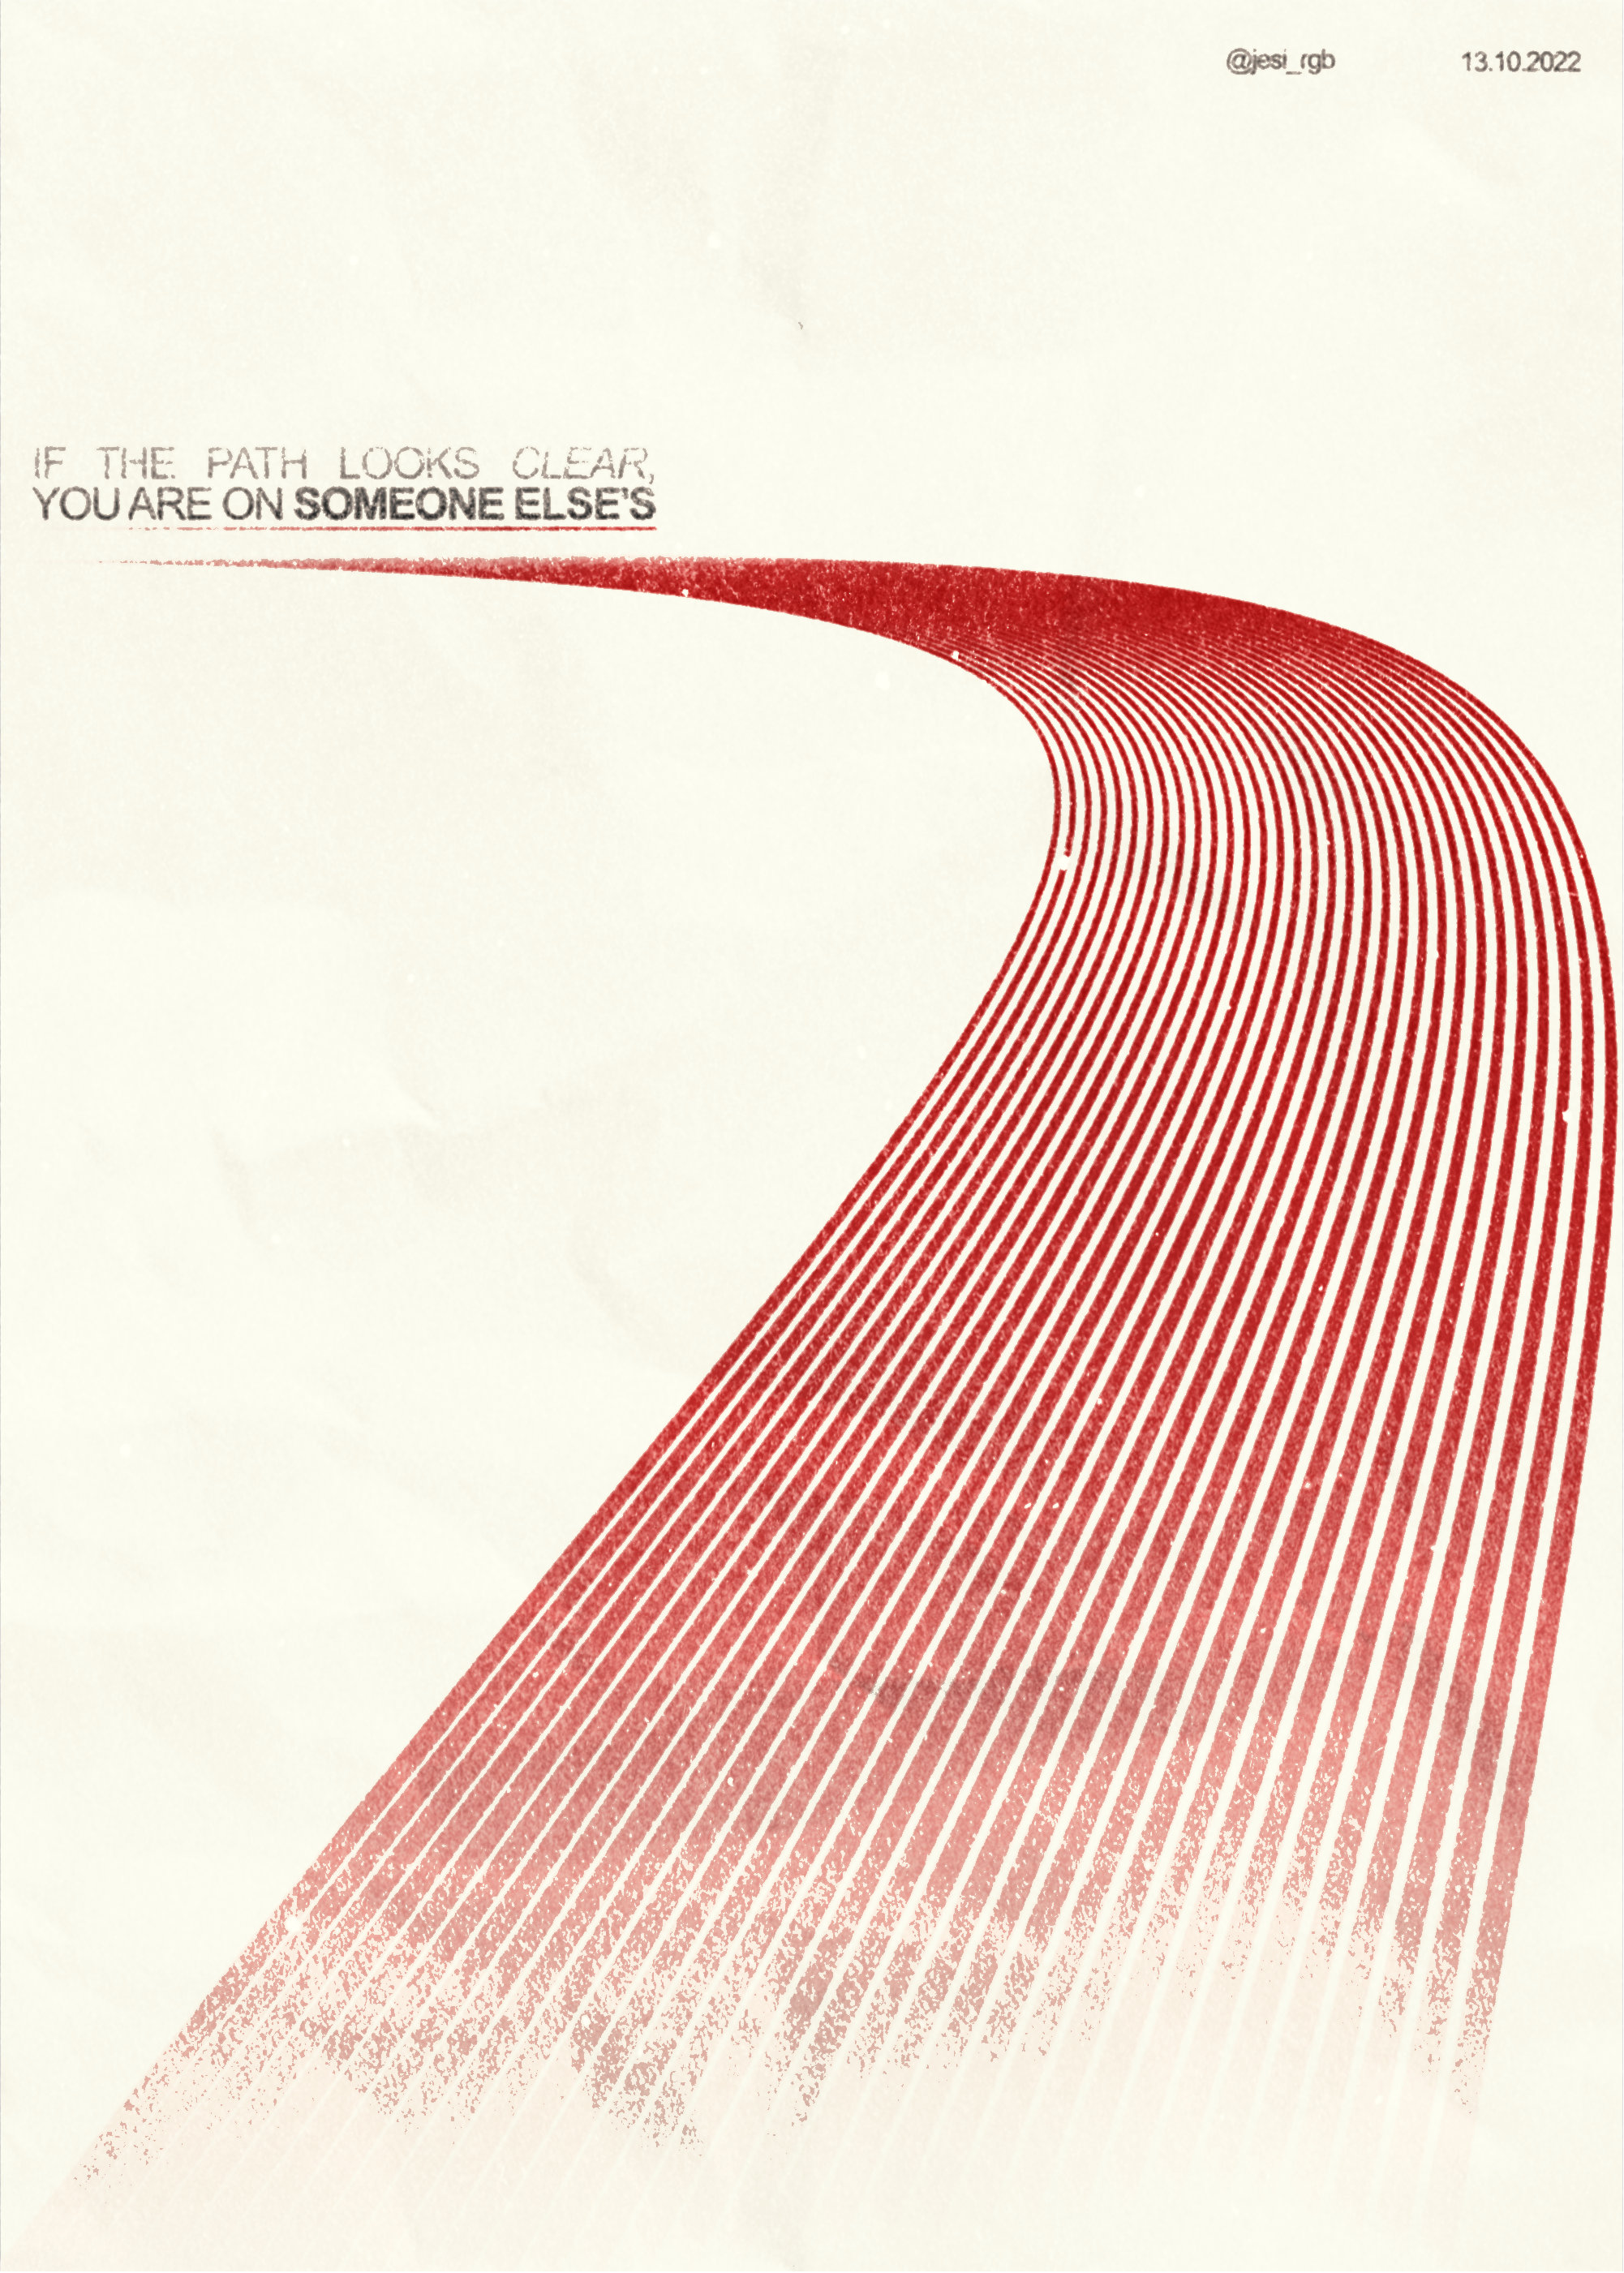 @jesi_rgb 13.10.2022
IF THE PATH LOOKS CLEAR,
YOU ARE ON SOMEONE ELSE'S